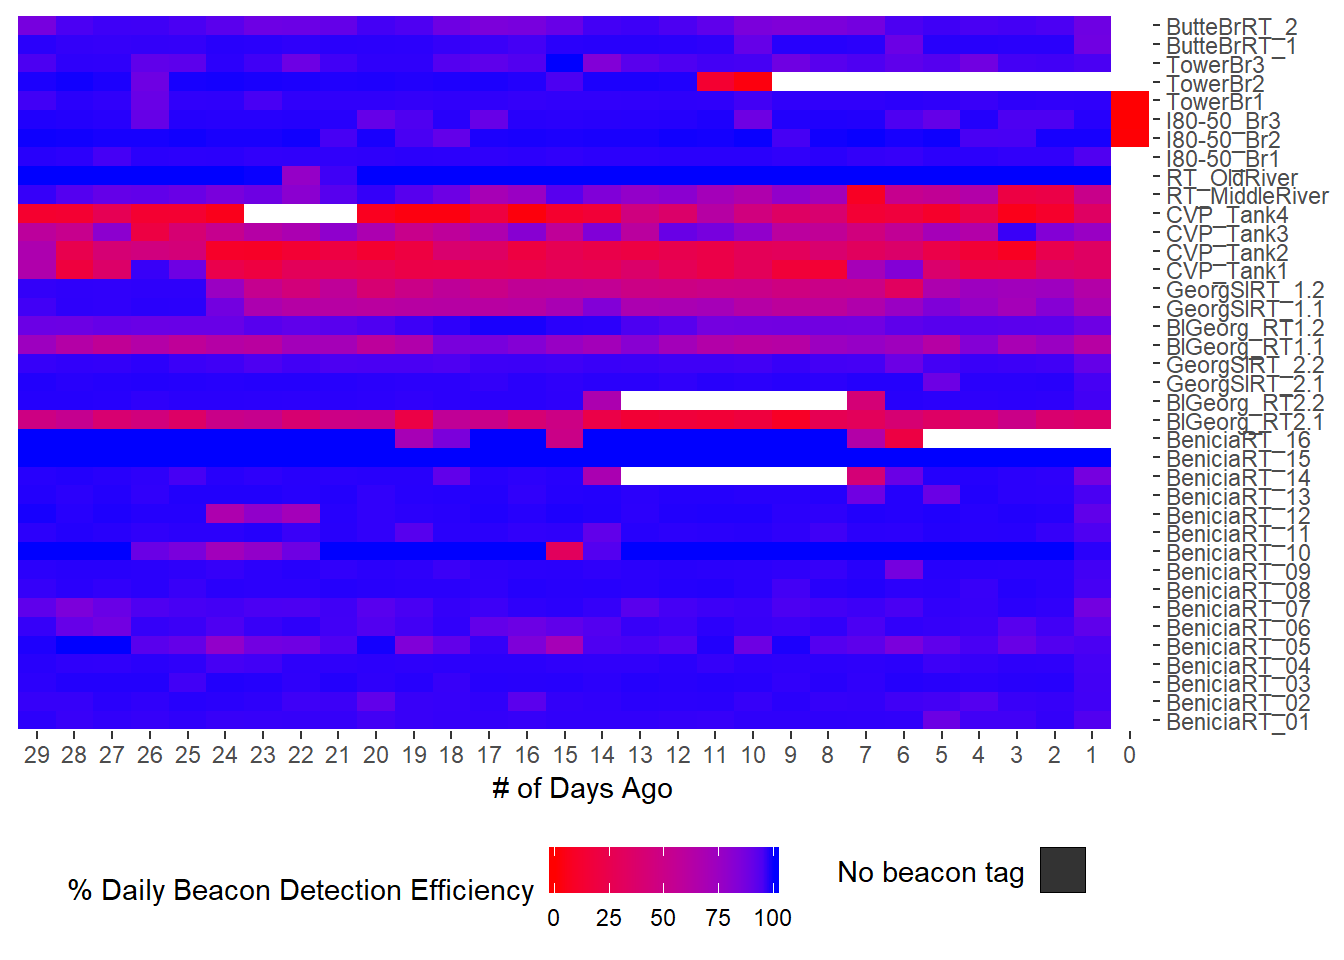 ButteBrRT_2
ButteBrRT_1
TowerBr3
TowerBr2
TowerBr1
I80-50_Br3
I80-50_Br2
I80-50_Br1
RT_OldRiver
RT_MiddleRiver
CVP_Tank4
CVP_Tank3
CVP_Tank2
CVP_Tank1
GeorgSlRT_1.2
GeorgSlRT_1.1
BlGeorg_RT1.2
BlGeorg_RT1.1
GeorgSlRT_2.2
GeorgSlRT_2.1
BlGeorg_RT2.2
BlGeorg_RT2.1
BeniciaRT_16
BeniciaRT_15
BeniciaRT_14
BeniciaRT_13
BeniciaRT_12
BeniciaRT_11
BeniciaRT_10
BeniciaRT_09
BeniciaRT_08
BeniciaRT_07
BeniciaRT_06
BeniciaRT_05
BeniciaRT_04
BeniciaRT_03
BeniciaRT_02
BeniciaRT_01
29 28 27 26 25 24 23 22 21 20 19 18 17 16 15 14 13 12 11 10 9 8 7 6 5 4 3 2 1 0
# of Days Ago
% Daily Beacon Detection Efficiency
0 25 50 75 100
No beacon tag